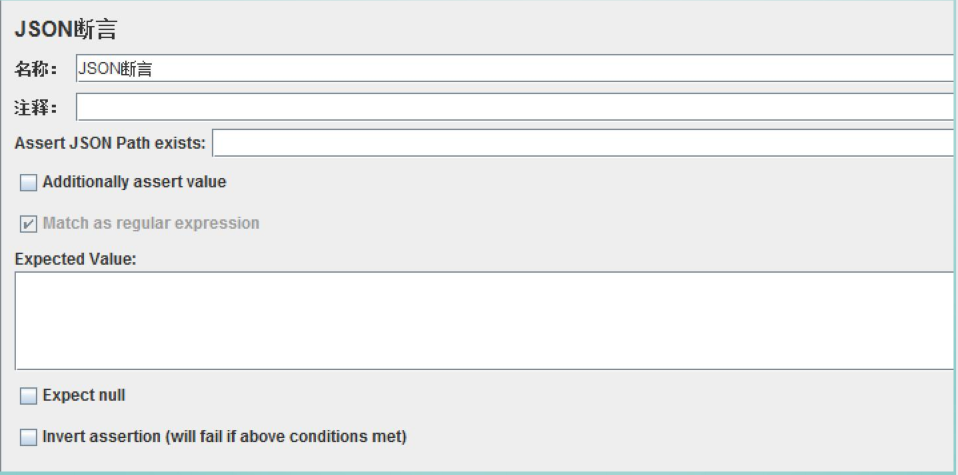 JSON断言
名称： JSON断言
注释：
Assert JSON Path exists:
Additionally assert value
Match as regular expression
Expected Value:
Expect null
Invert assertion (will fail if above conditions met)